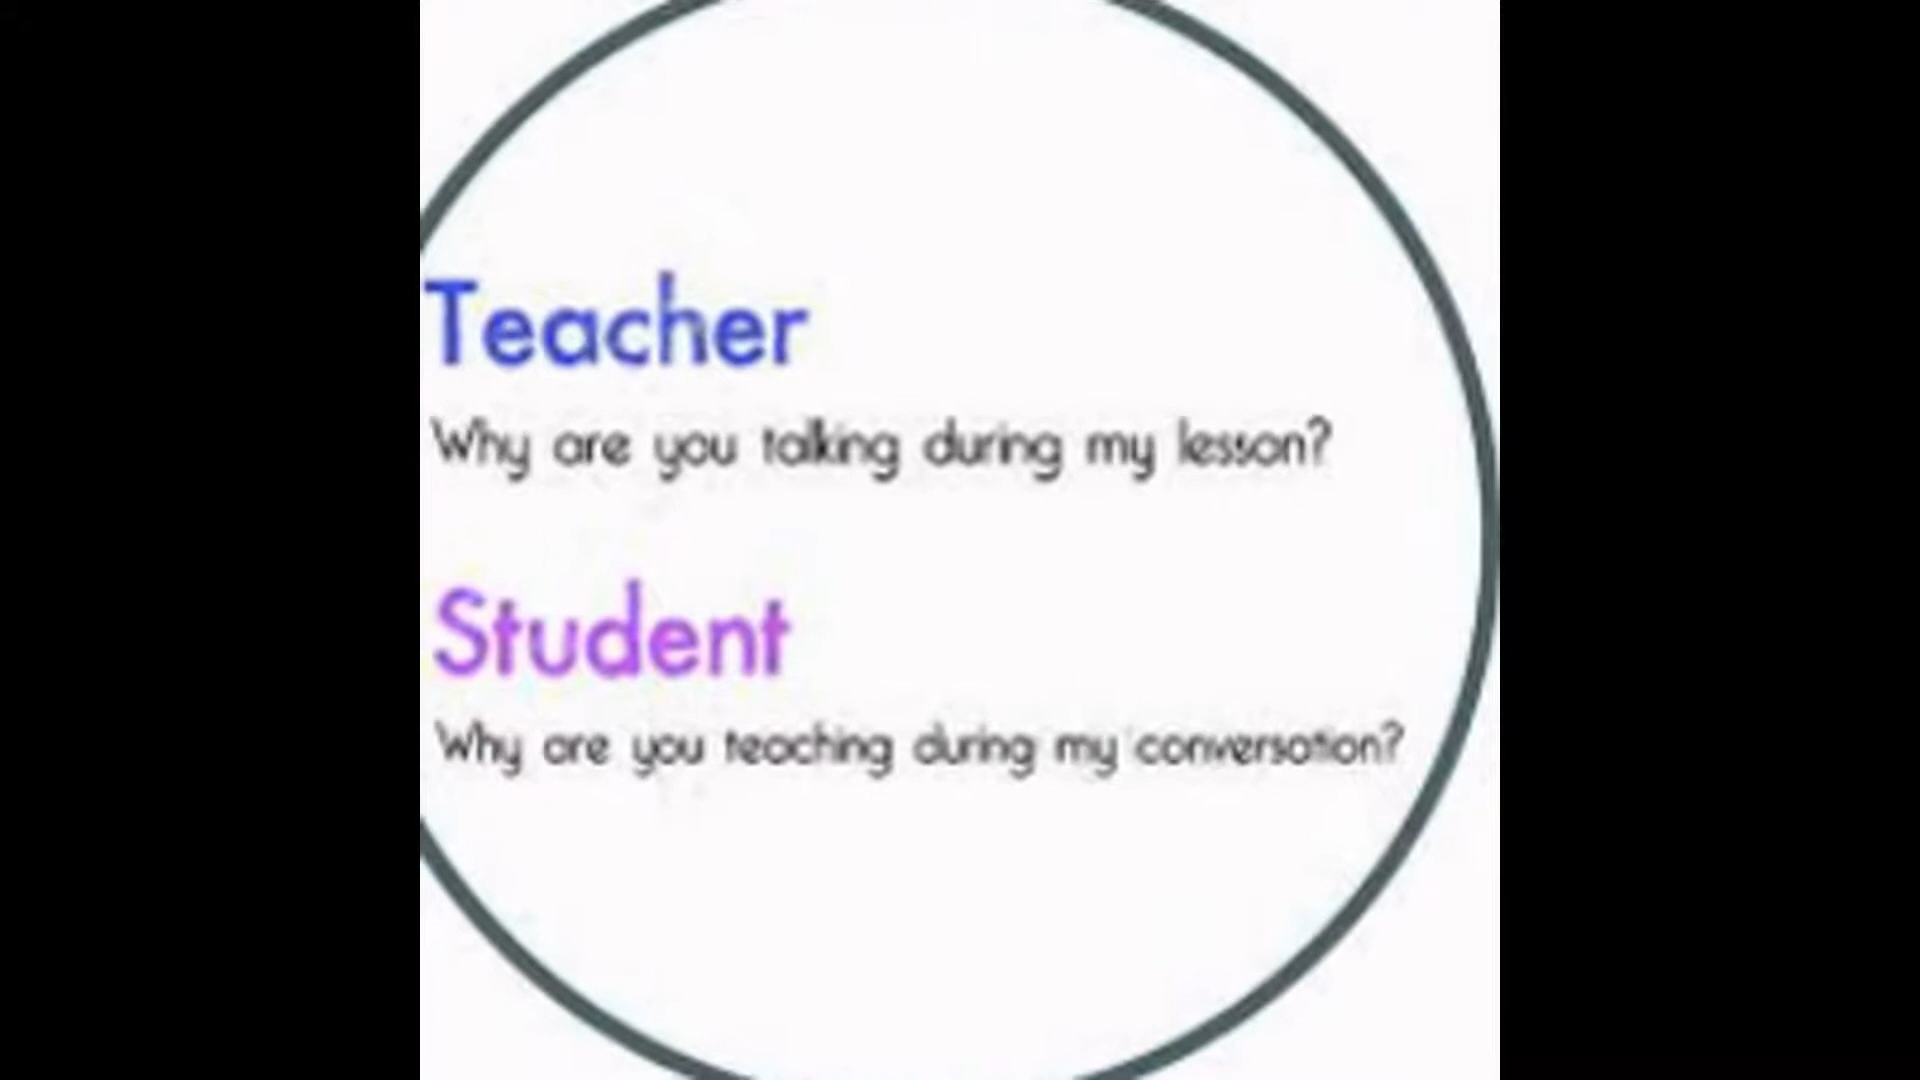 Teacher
Why are you talking during my lesson?
Student
Why are you teaching during my conversation?